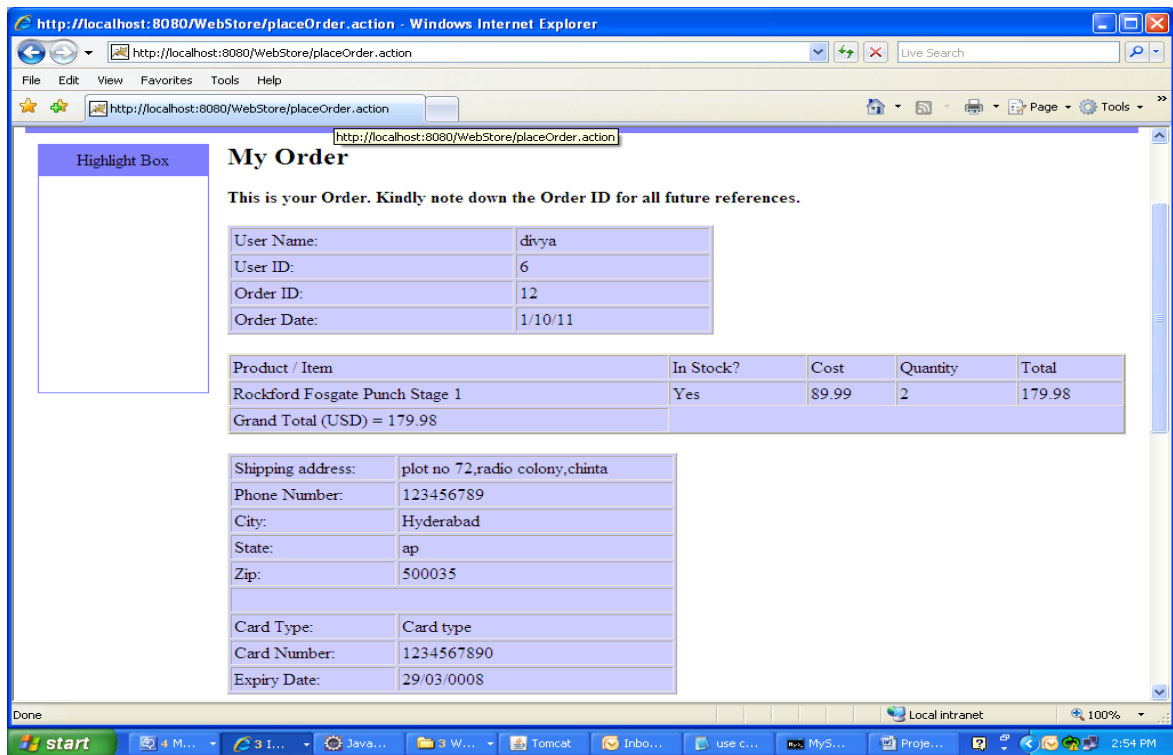 http://localhost:8080/WebStore/placeOrder.action - Windows Internet Explorer
http://localhost:8080/WebStore/placeOrder.action Live Search
File Edit View Favorites Tools Help
http://localhost:8080/WebStore/placeOrder.action Page Tools
http://localhost:8080/WebStore/placeOrder.action
Highlight Box
My Order
This is your Order. Kindly note down the Order ID for all future references.
User Name: divya
User ID: 6
Order ID: 12
Order Date: 1/10/11
Product / Item In Stock? Cost Quantity Total
Rockford Fosgate Punch Stage 1 Yes 89.99 2 179.98
Grand Total (USD) = 179.98
Shipping address: plot no 72,radio colony,chinta
Phone Number: 123456789
City: Hyderabad
State: ap
Zip: 500035
Card Type: Card type
Card Number: 1234567890
Expiry Date: 29/03/0008
Done Local intranet 100%
start 4 M... 3 I... Java... 3 W... Tomcat Inbo... use c... MyS... Proje... 2:54 PM